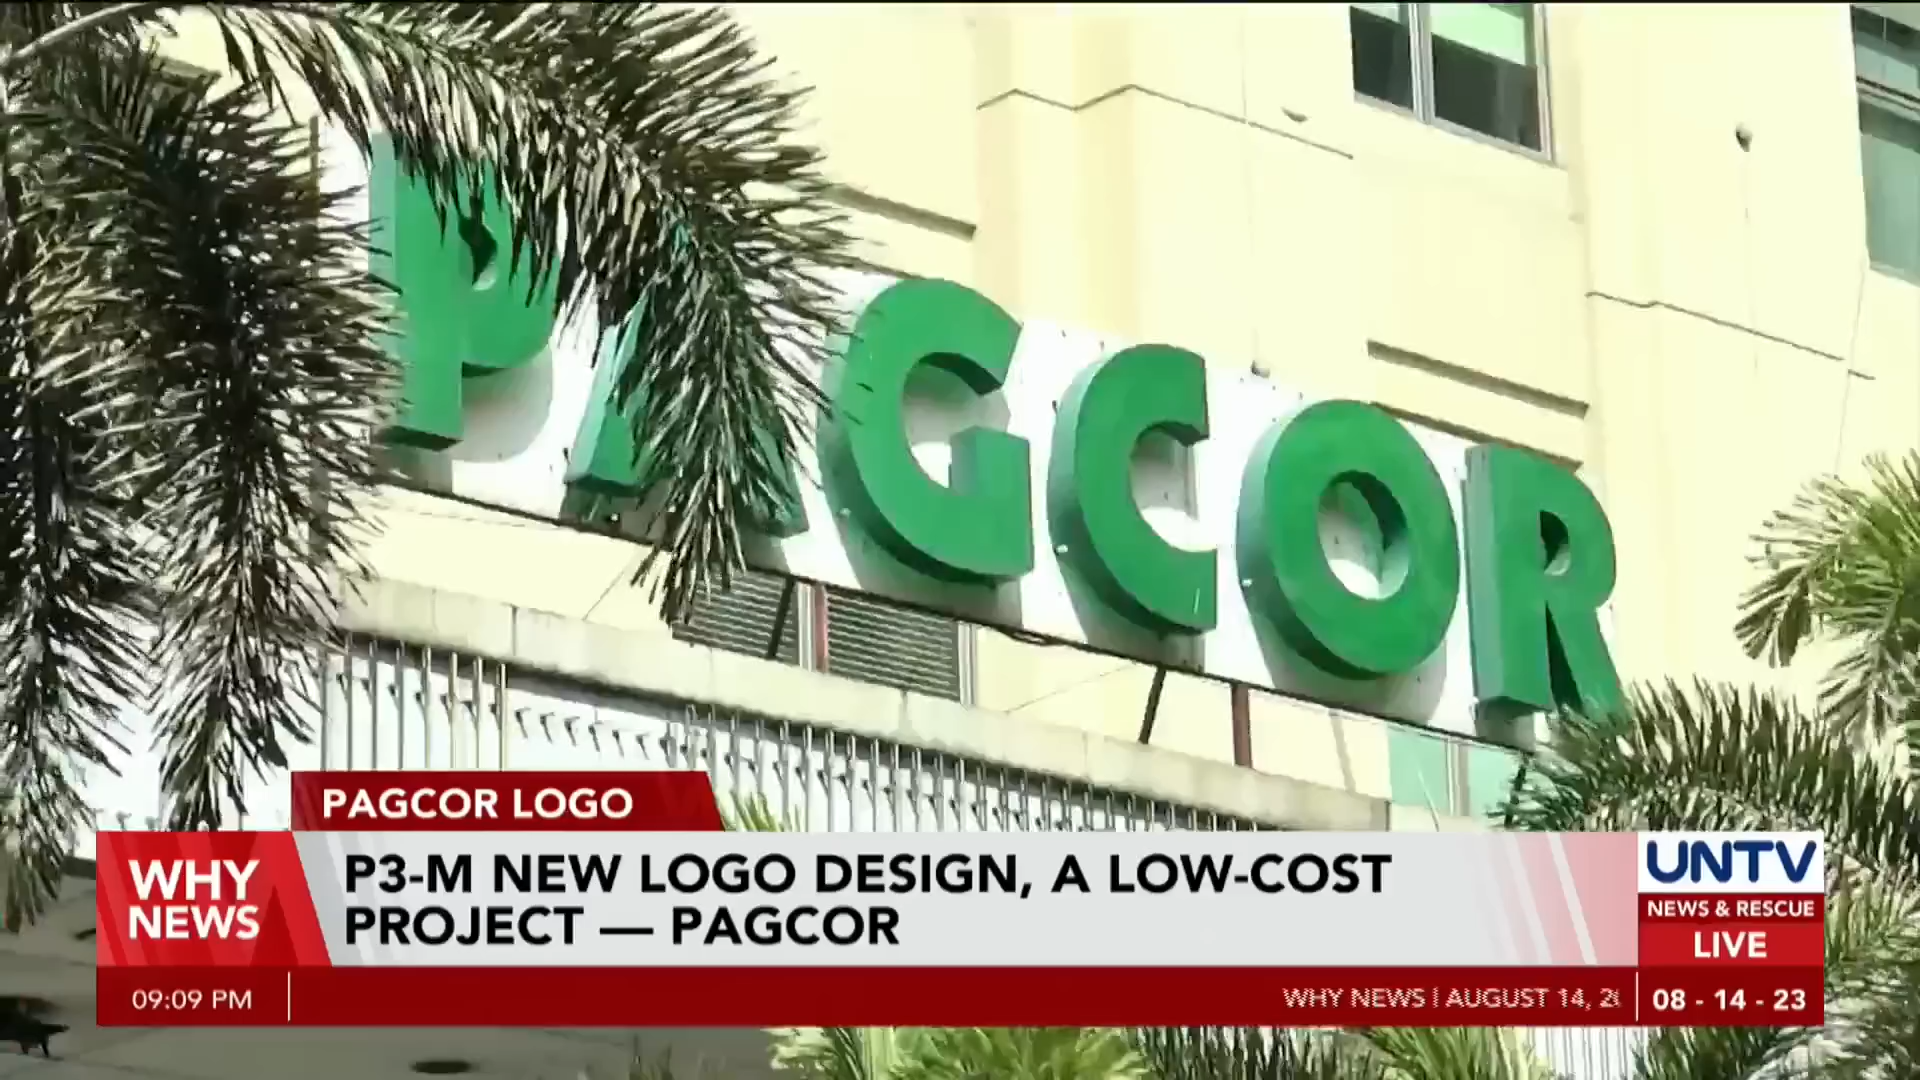 PAGCOR
PAGCOR LOGO
WHY
NEWS
P3-M NEW LOGO DESIGN, A LOW-COST
PROJECT — PAGCOR
UNTV
NEWS & RESCUE
LIVE
09:09 PM
WHY NEWS | AUGUST 14, 2
08 - 14 - 23